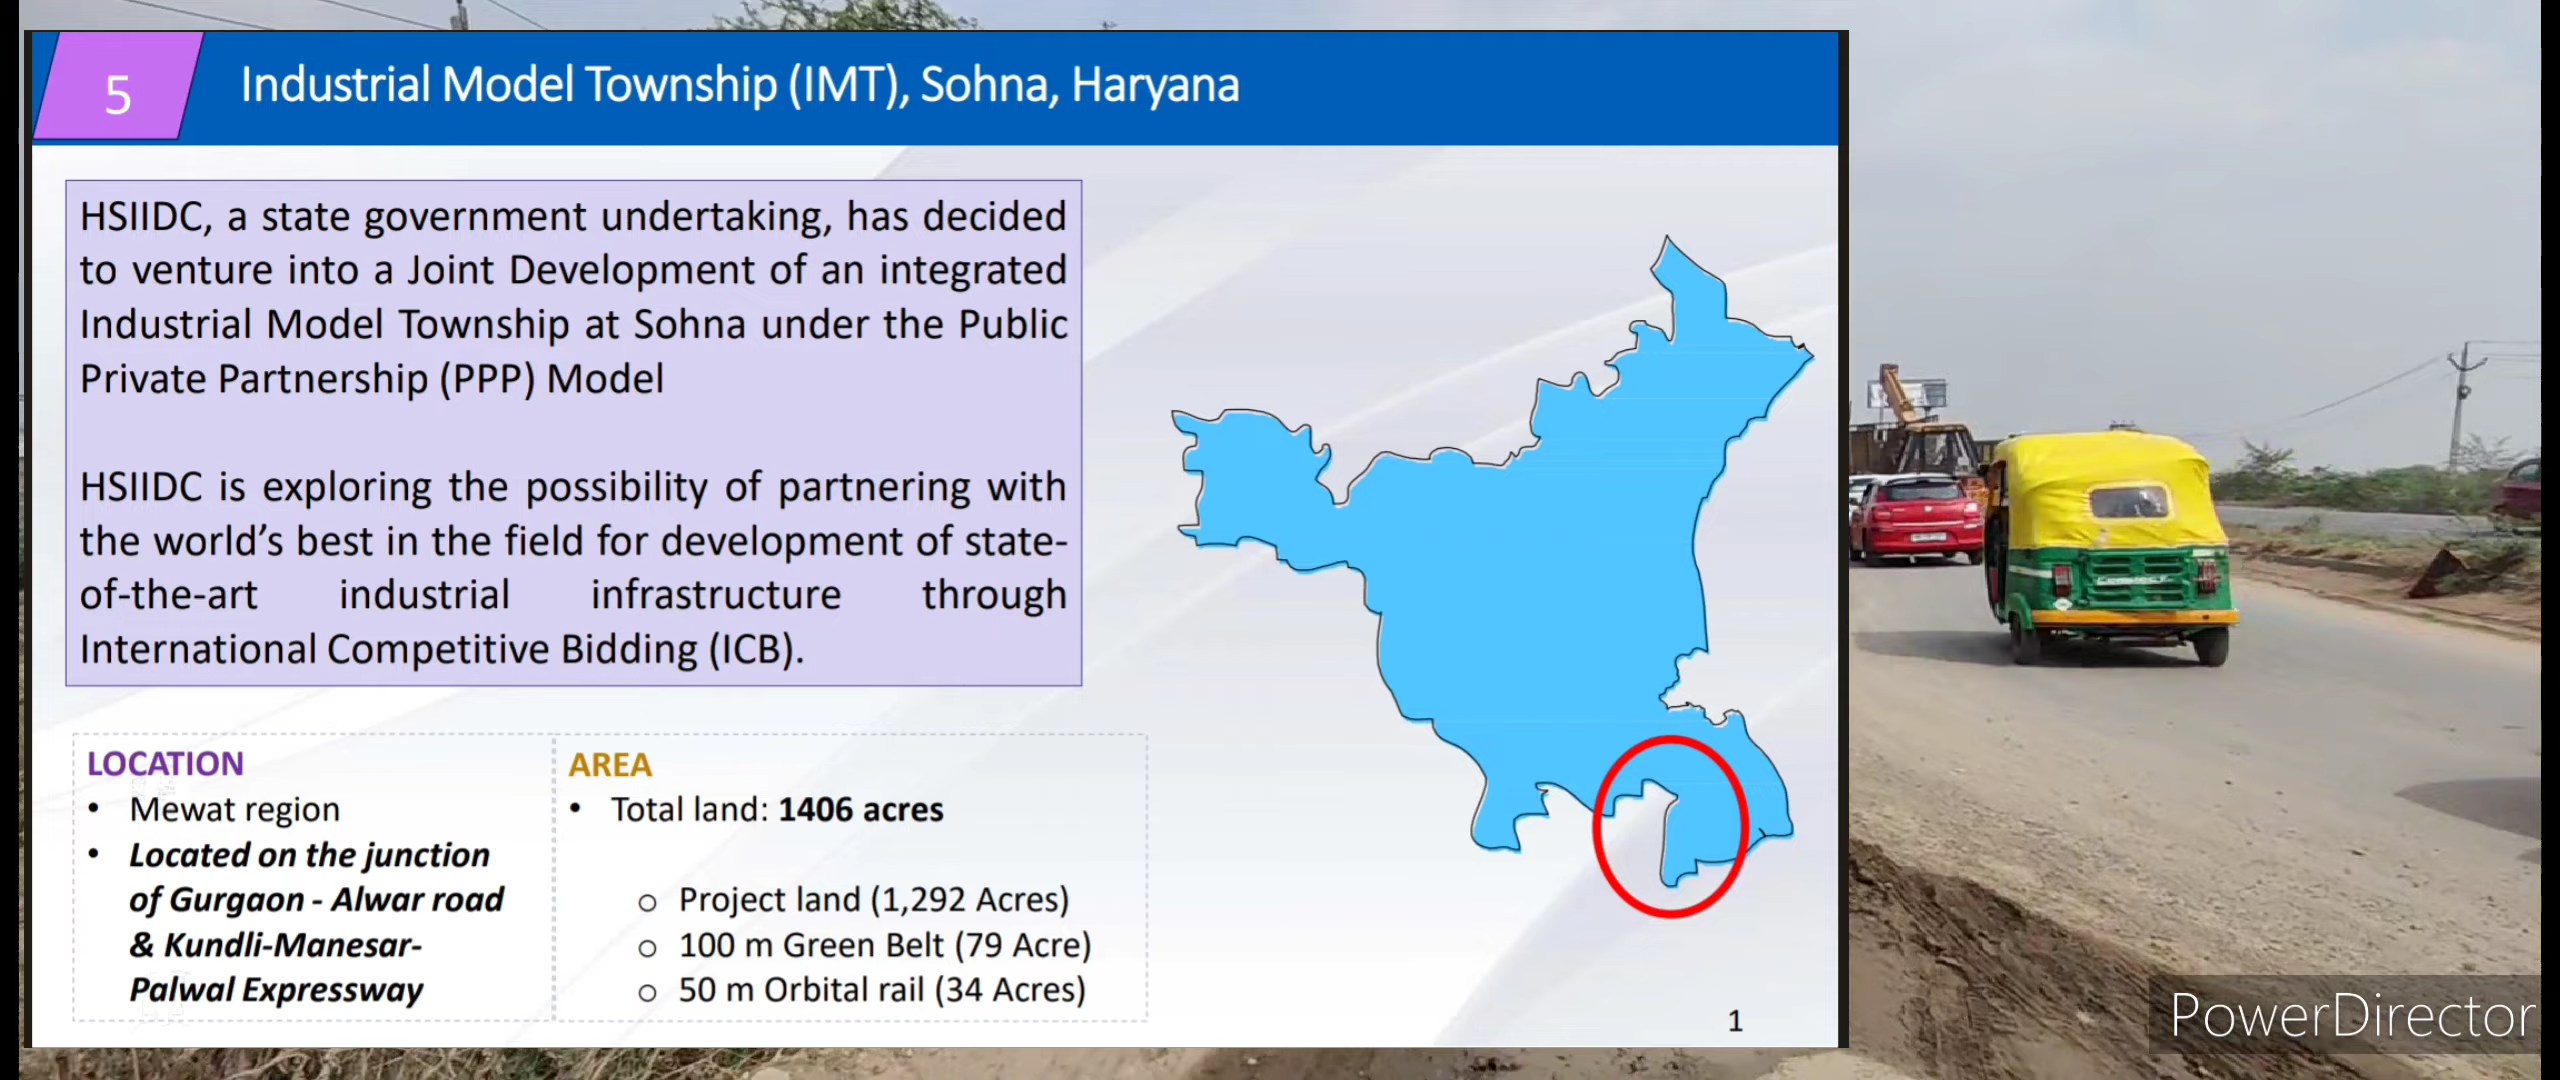 5
Industrial Model Township (IMT), Sohna, Haryana
HSIIDC, a state government undertaking, has decided
to venture into a Joint Development of an integrated
Industrial Model Township at Sohna under the Public
Private Partnership (PPP) Model
HSIIDC is exploring the possibility of partnering with
the world’s best in the field for development of state-
of-the-art industrial infrastructure through
International Competitive Bidding (ICB).
LOCATION
• Mewat region
• Located on the junction
of Gurgaon - Alwar road
& Kundli-Manesar-
Palwal Expressway
AREA
• Total land: 1406 acres
o Project land (1,292 Acres)
o 100 m Green Belt (79 Acre)
o 50 m Orbital rail (34 Acres)
1
PowerDirector